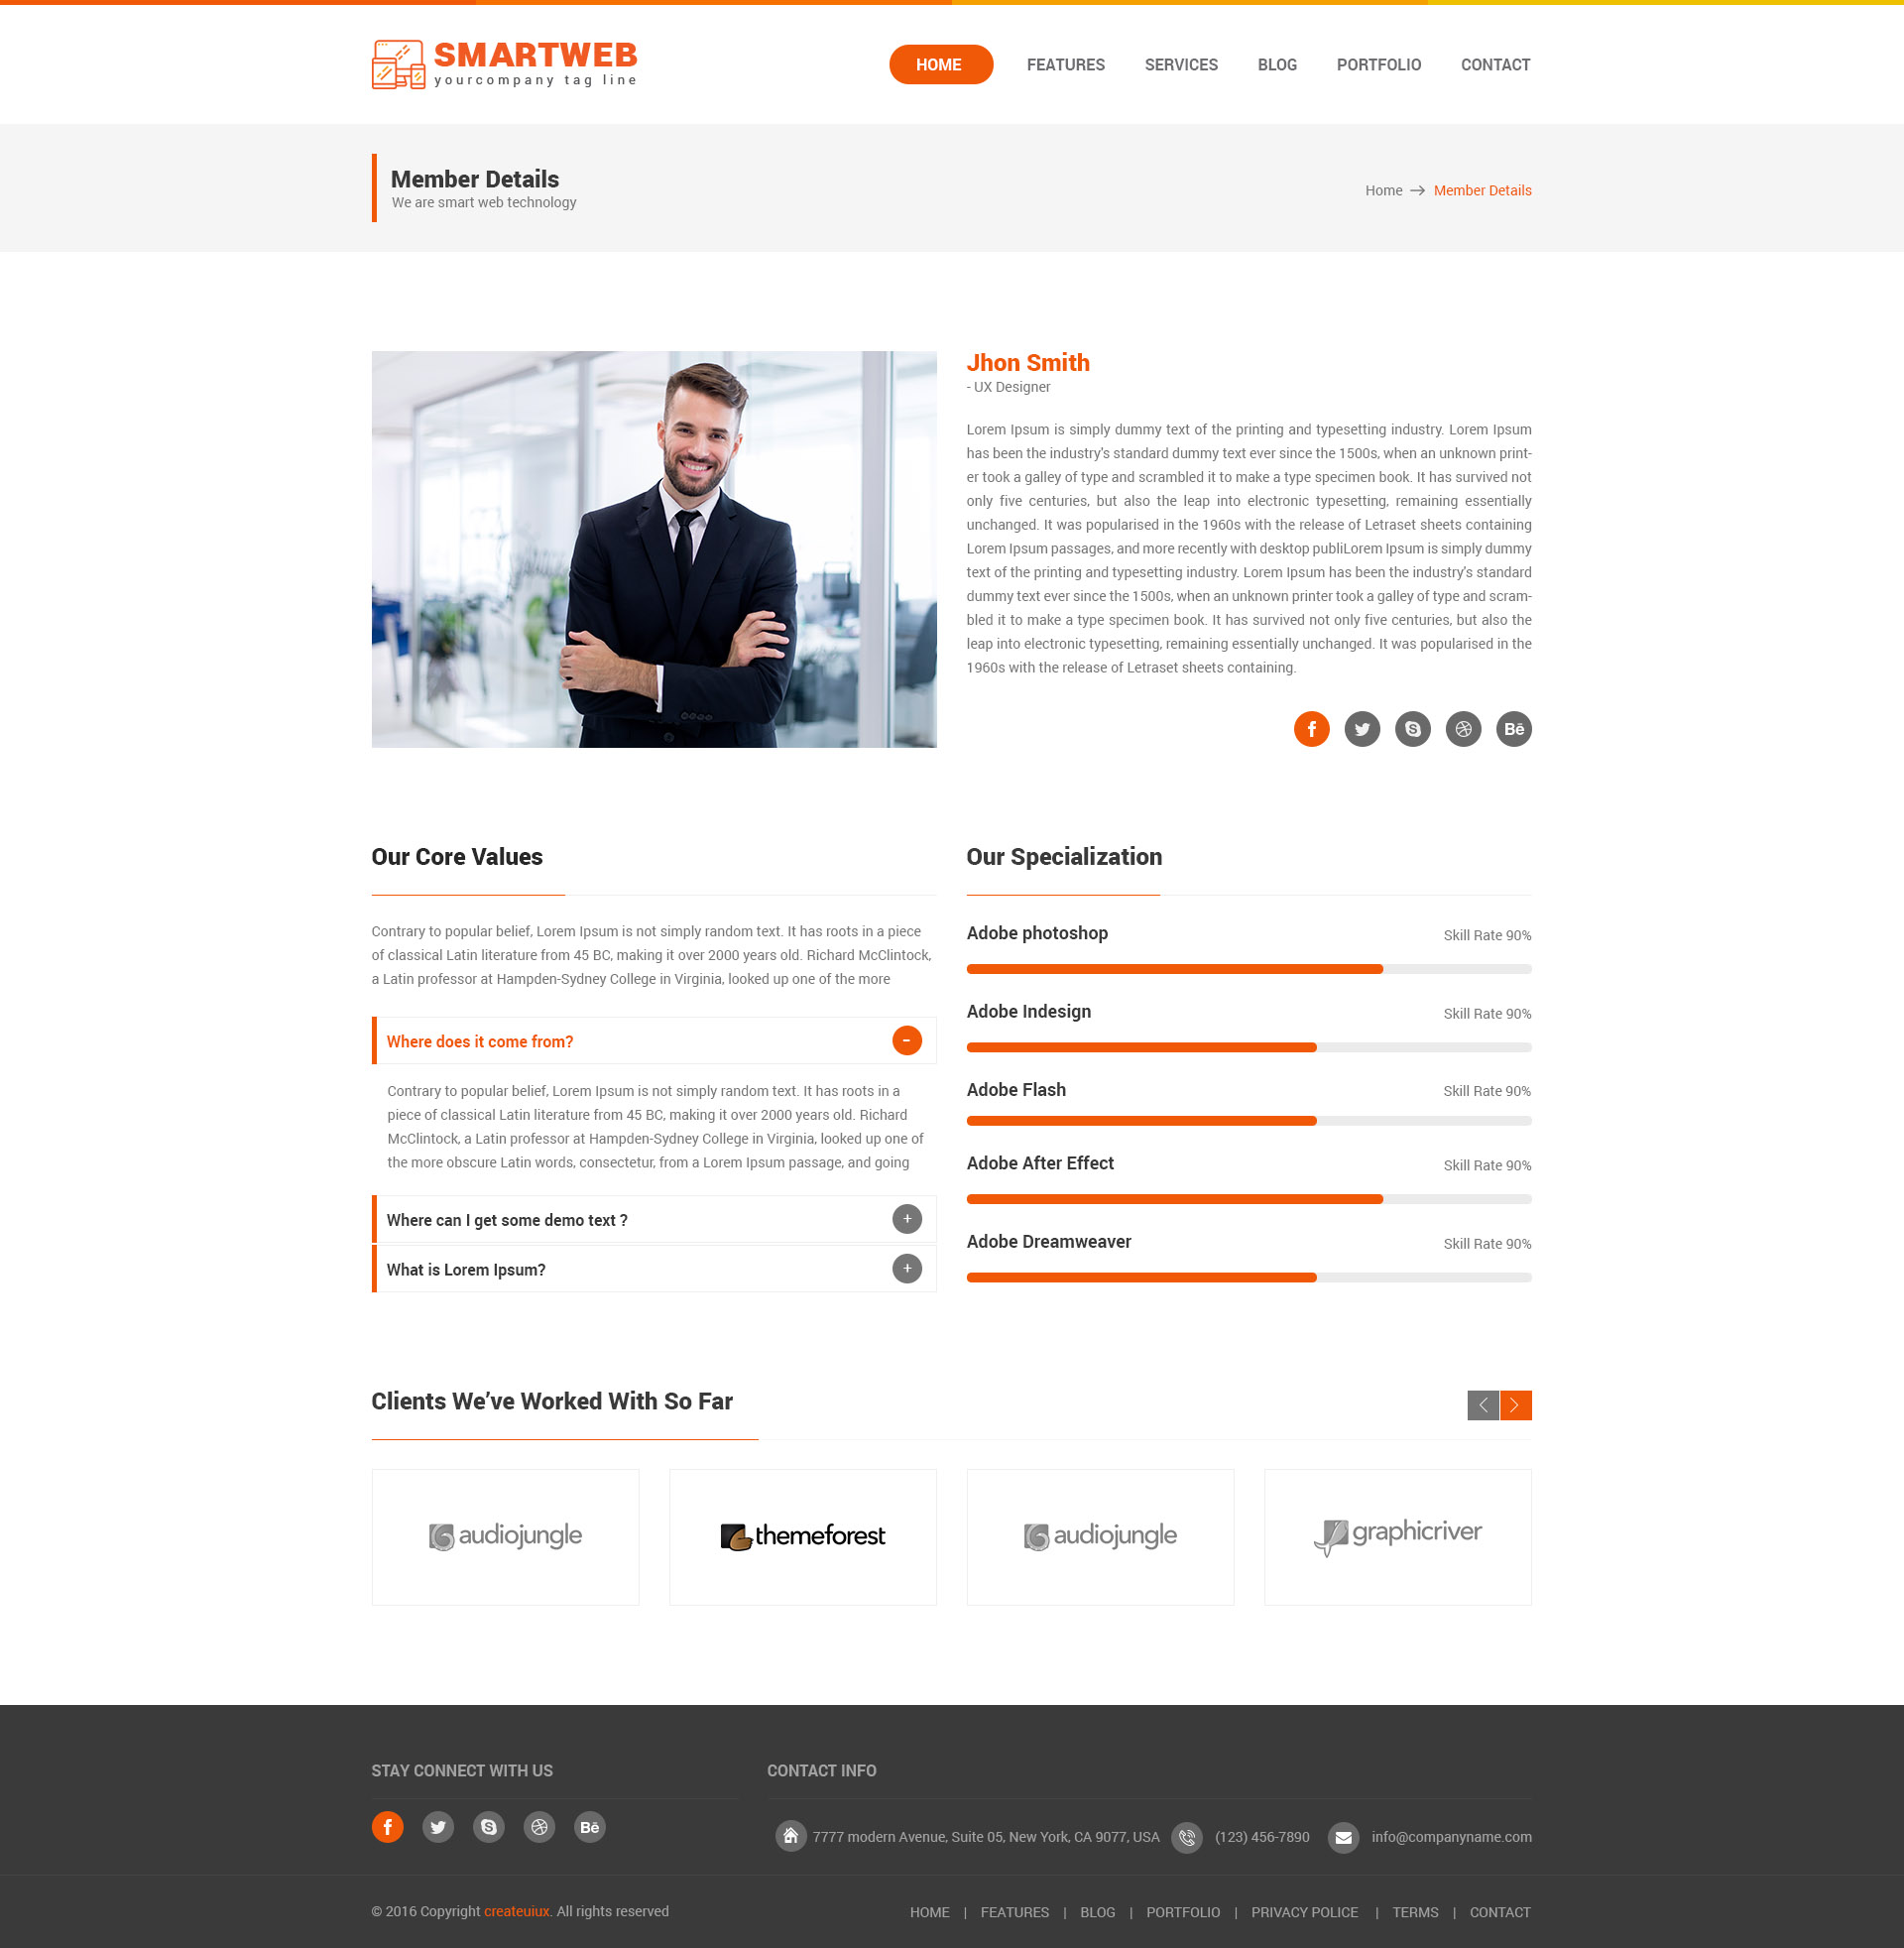 SMARTWEB
yourcompany tag line
HOME FEATURES SERVICES BLOG PORTFOLIO CONTACT
Member Details
We are smart web technology
Home Member Details
Jhon Smith
- UX Designer
Lorem Ipsum is simply dummy text of the printing and typesetting industry. Lorem Ipsum
has been the industry's standard dummy text ever since the 1500s, when an unknown print-
er took a galley of type and scrambled it to make a type specimen book. It has survived not
only five centuries, but also the leap into electronic typesetting, remaining essentially
unchanged. It was popularised in the 1960s with the release of Letraset sheets containing
Lorem Ipsum passages, and more recently with desktop publiLorem Ipsum is simply dummy
text of the printing and typesetting industry. Lorem Ipsum has been the industry's standard
dummy text ever since the 1500s, when an unknown printer took a galley of type and scram-
bled it to make a type specimen book. It has survived not only five centuries, but also the
leap into electronic typesetting, remaining essentially unchanged. It was popularised in the
1960s with the release of Letraset sheets containing.
Bē
Our Core Values
Contrary to popular belief, Lorem Ipsum is not simply random text. It has roots in a piece
of classical Latin literature from 45 BC, making it over 2000 years old. Richard McClintock,
a Latin professor at Hampden-Sydney College in Virginia, looked up one of the more
Where does it come from?
Contrary to popular belief, Lorem Ipsum is not simply random text. It has roots in a
piece of classical Latin literature from 45 BC, making it over 2000 years old. Richard
McClintock, a Latin professor at Hampden-Sydney College in Virginia, looked up one of
the more obscure Latin words, consectetur, from a Lorem Ipsum passage, and going
Where can I get some demo text ?
What is Lorem Ipsum?
Our Specialization
Adobe photoshop Skill Rate 90%
Adobe Indesign Skill Rate 90%
Adobe Flash Skill Rate 90%
Adobe After Effect Skill Rate 90%
Adobe Dreamweaver Skill Rate 90%
Clients We've Worked With So Far
audiojungle themeforest audiojungle graphicriver
STAY CONNECT WITH US
Bē
CONTACT INFO
7777 modern Avenue, Suite 05, New York, CA 9077, USA (123) 456-7890 info@companyname.com
© 2016 Copyright createuiux. All rights reserved
HOME | FEATURES | BLOG | PORTFOLIO | PRIVACY POLICE | TERMS | CONTACT